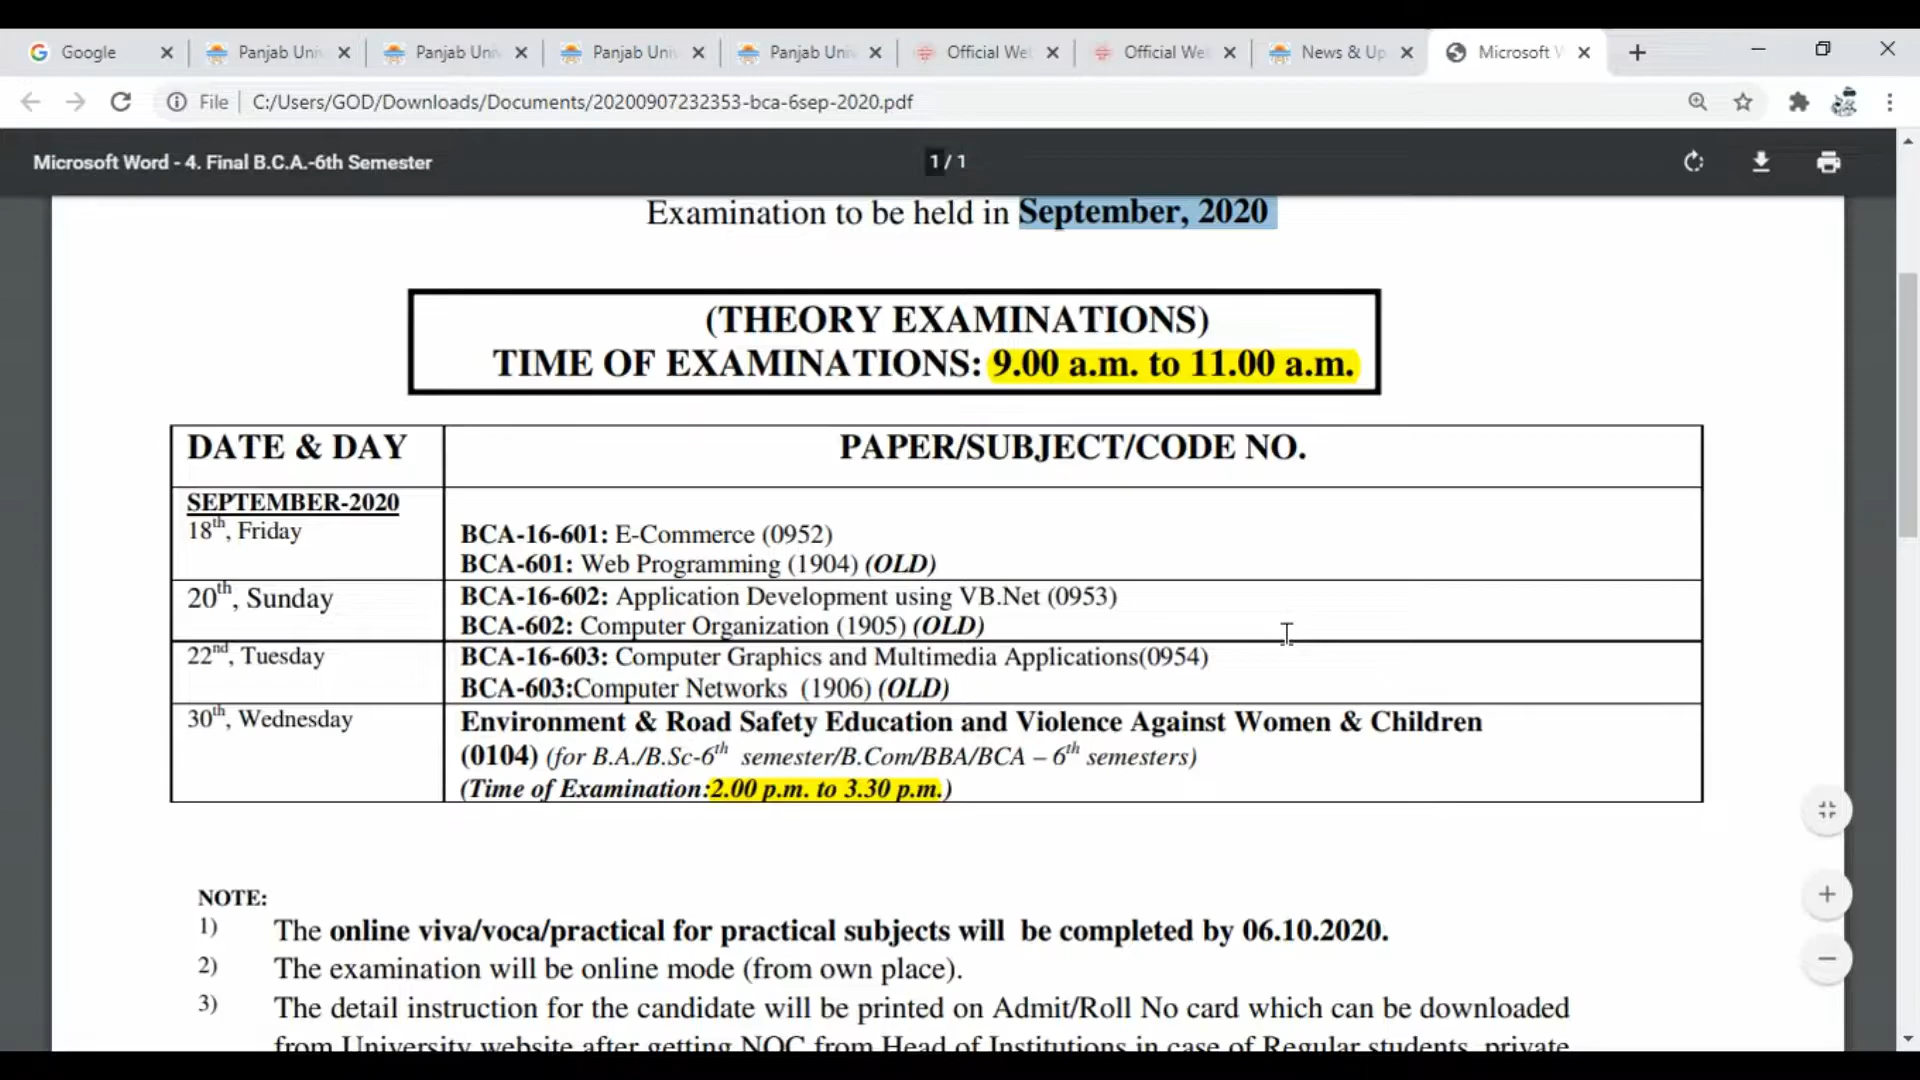 Google
Panjab Uni
Panjab Uni
Panjab Uni
Panjab Uni
Official We
Official We
News & Up
Microsoft W
File
C:/Users/GOD/Downloads/Documents/20200907232353-bca-6sep-2020.pdf
Microsoft Word - 4. Final B.C.A.-6th Semester
1 / 1
Examination to be held in September, 2020
(THEORY EXAMINATIONS)
TIME OF EXAMINATIONS: 9.00 a.m. to 11.00 a.m.
DATE & DAY
PAPER/SUBJECT/CODE NO.
SEPTEMBER-2020
18th, Friday
BCA-16-601: E-Commerce (0952)
BCA-601: Web Programming (1904) (OLD)
20th, Sunday
BCA-16-602: Application Development using VB.Net (0953)
BCA-602: Computer Organization (1905) (OLD)
22nd, Tuesday
BCA-16-603: Computer Graphics and Multimedia Applications(0954)
BCA-603:Computer Networks (1906) (OLD)
30th, Wednesday
Environment & Road Safety Education and Violence Against Women & Children
(0104) (for B.A./B.Sc-6th semester/B.Com/BBA/BCA – 6th semesters)
(Time of Examination:2.00 p.m. to 3.30 p.m.)
NOTE:
1) The online viva/voca/practical for practical subjects will be completed by 06.10.2020.
2) The examination will be online mode (from own place).
3) The detail instruction for the candidate will be printed on Admit/Roll No card which can be downloaded
from University website after getting NOC from Head of Institutions in case of Regular students, private